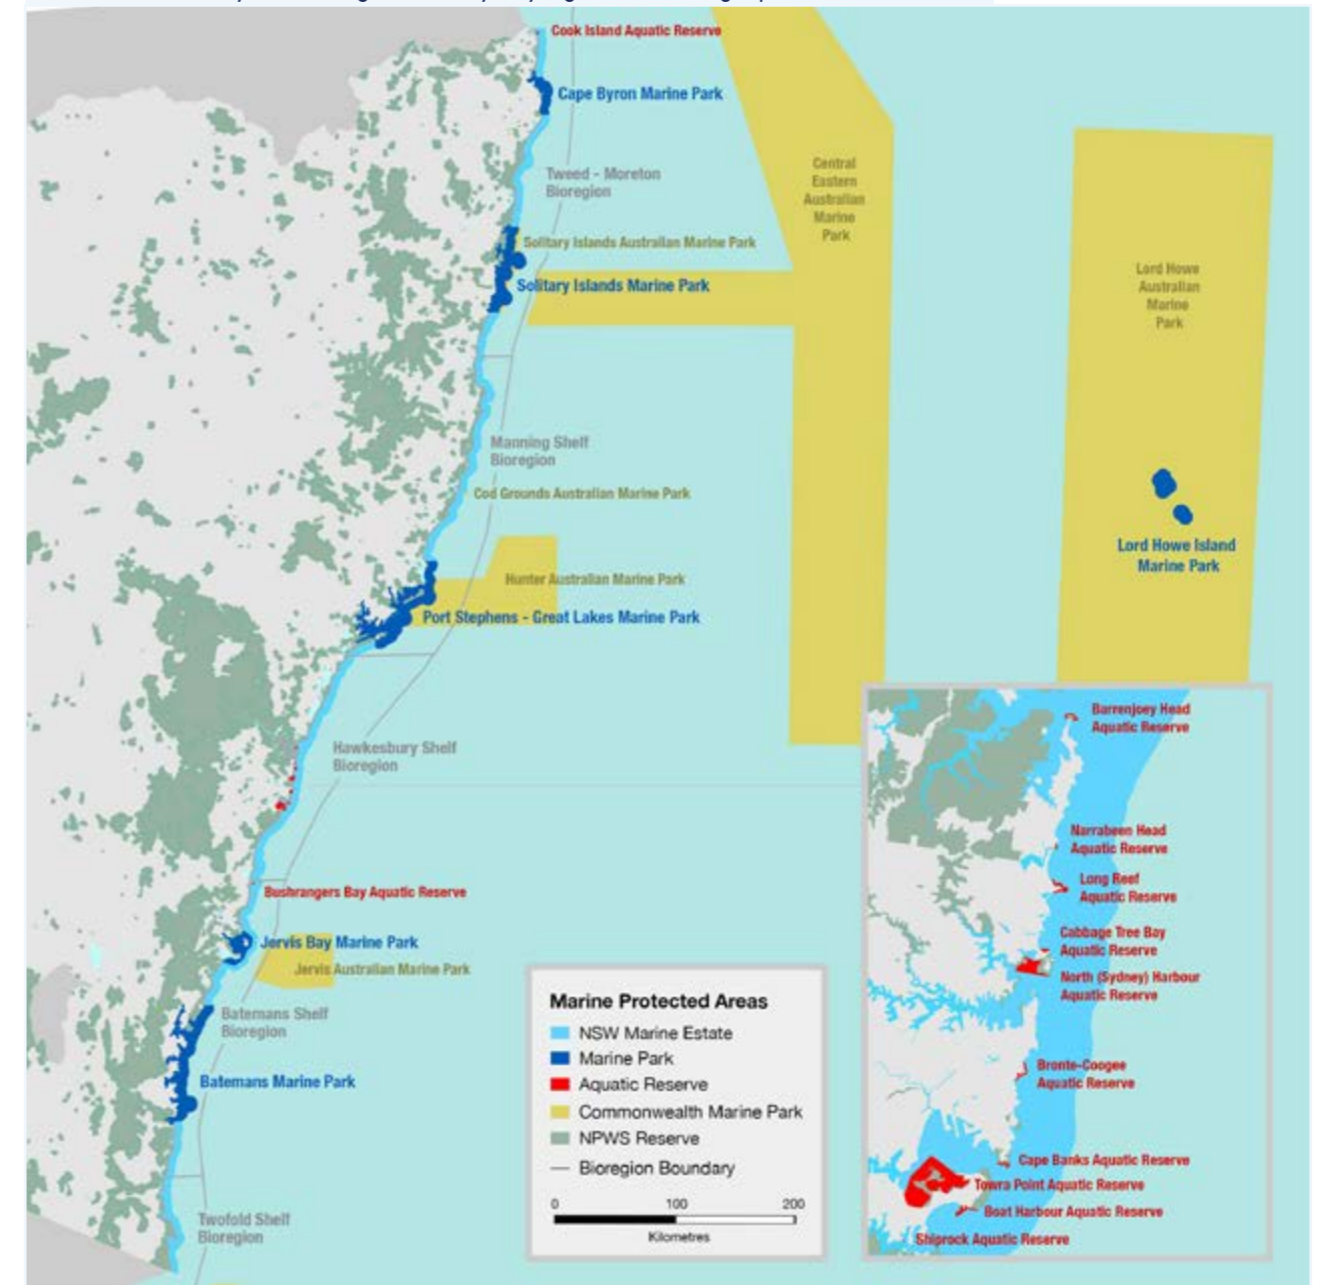 Cook Island Aquatic Reserve
Cape Byron Marine Park
Tweed - Moreton
Bioregion
Central
Eastern
Australian
Marine
Park
Solitary Islands Australian Marine Park
Solitary Islands Marine Park
Lord Howe
Australian
Marine
Park
Manning Shelf
Bioregion
Cod Grounds Australian Marine Park
Lord Howe Island
Marine Park
Hunter Australian Marine Park
Port Stephens - Great Lakes Marine Park
Hawkesbury Shelf
Bioregion
Bushrangers Bay Aquatic Reserve
Jervis Bay Marine Park
Jervis Australian Marine Park
Batemans Shelf
Bioregion
Batemans Marine Park
Twofold Shelf
Bioregion
Marine Protected Areas
NSW Marine Estate
Marine Park
Aquatic Reserve
Commonwealth Marine Park
NPWS Reserve
Bioregion Boundary
0 100 200
Kilometres
Barrenjoey Head
Aquatic Reserve
Narrabeen Head
Aquatic Reserve
Long Reef
Aquatic Reserve
Cabbage Tree Bay
Aquatic Reserve
North (Sydney) Harbour
Aquatic Reserve
Bronte-Coogee
Aquatic Reserve
Cape Banks Aquatic Reserve
Towra Point Aquatic Reserve
Boat Harbour Aquatic Reserve
Shiprock Aquatic Reserve